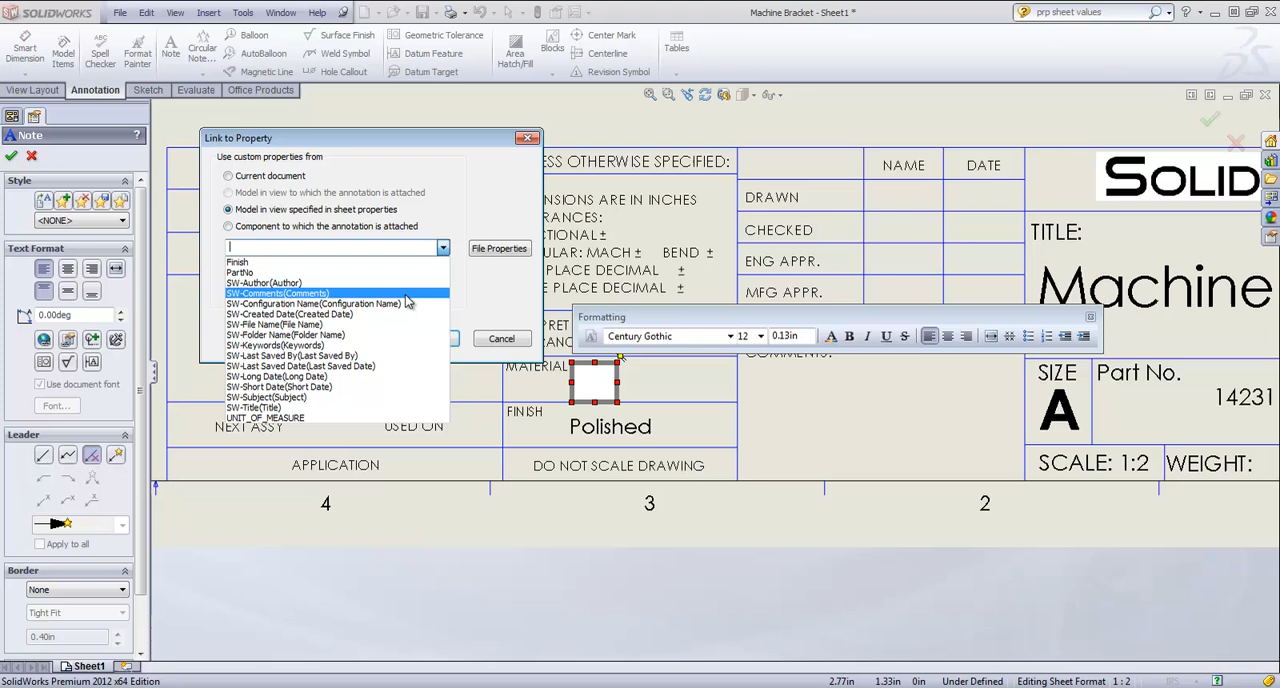 SOLIDWORKS
File
Edit
View
Insert
Tools
Window
Help
Machine Bracket - Sheet1 *
prp sheet values
Smart Dimension
Model Items
Spell Checker
Format Painter
Note
Circular Note...
Balloon
AutoBalloon
Magnetic Line
Surface Finish
Weld Symbol
Hole Callout
Geometric Tolerance
Datum Feature
Datum Target
Area Hatch/Fill
Blocks
Center Mark
Centerline
Revision Symbol
Tables
View Layout
Annotation
Sketch
Evaluate
Office Products
Note
?
Style
<NONE>
Text Format
0.00deg
Use document font
Font...
Leader
Apply to all
Border
None
Tight Fit
0.40in
Link to Property
Use custom properties from
Current document
Model in view to which the annotation is attached
Model in view specified in sheet properties
Component to which the annotation is attached
File Properties
Cancel
Finish
PartNo
SW-Author(Author)
SW-Comments(Comments)
SW-Configuration Name(Configuration Name)
SW-Created Date(Created Date)
SW-File Name(File Name)
SW-Folder Name(Folder Name)
SW-Keywords(Keywords)
SW-Last Saved By(Last Saved By)
SW-Last Saved Date(Last Saved Date)
SW-Long Date(Long Date)
SW-Short Date(Short Date)
SW-Subject(Subject)
SW-Title(Title)
UNIT_OF_MEASURE
Formatting
Century Gothic
12
0.13in
SS OTHERWISE SPECIFIED:
NSIONS ARE IN INCHES
RANCES:
TIONAL ±
ULAR: MACH ± BEND ±
PLACE DECIMAL ±
E PLACE DECIMAL ±
RPRET
MATERIAL
FINISH
Polished
DO NOT SCALE DRAWING
NEXT ASSY
USED ON
APPLICATION
NAME
DATE
DRAWN
CHECKED
ENG APPR.
MFG APPR.
SOLID
TITLE:
Machine
SIZE
A
Part No.
14231
SCALE: 1:2
WEIGHT:
4
3
2
Sheet1
SolidWorks Premium 2012 x64 Edition
2.77in
1.33in
0in
Under Defined
Editing Sheet Format
1 : 2
IPS